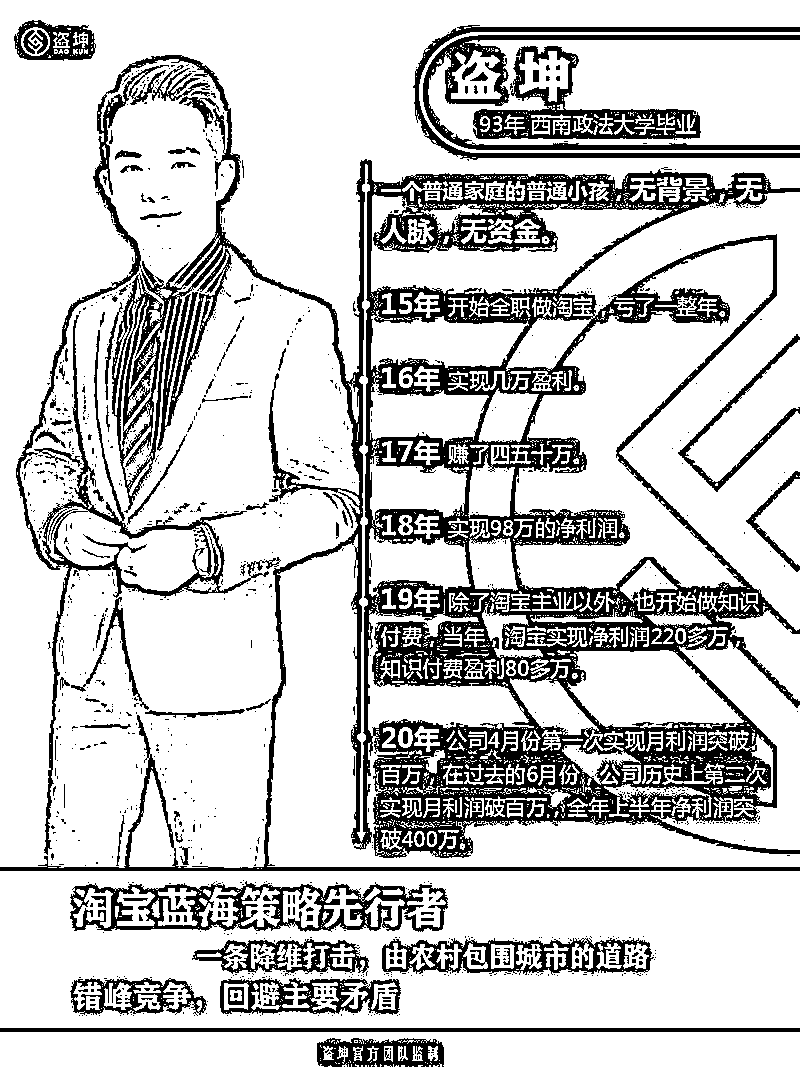 盗坤
DAO KUN
盗坤
93年 西南政法大学毕业
一个普通家庭的普通小孩，无背景，无
人脉，无资金。
15年 开始全职做淘宝，亏了一整年。
16年 实现几万盈利。
17年 赚了四五十万。
18年 实现98万的净利润。
19年 除了淘宝主业以外，也开始做知识
付费，当年，淘宝实现净利润220多万，
知识付费盈利80多万。
20年 公司4月份第一次实现月利润突破
百万，在过去的6月份，公司历史上第二次
实现月利润破百万，全年上半年净利润突
破400万。
淘宝蓝海策略先行者
一条降维打击，由农村包围城市的道路
错峰竞争，回避主要矛盾
盗坤官方团队监制